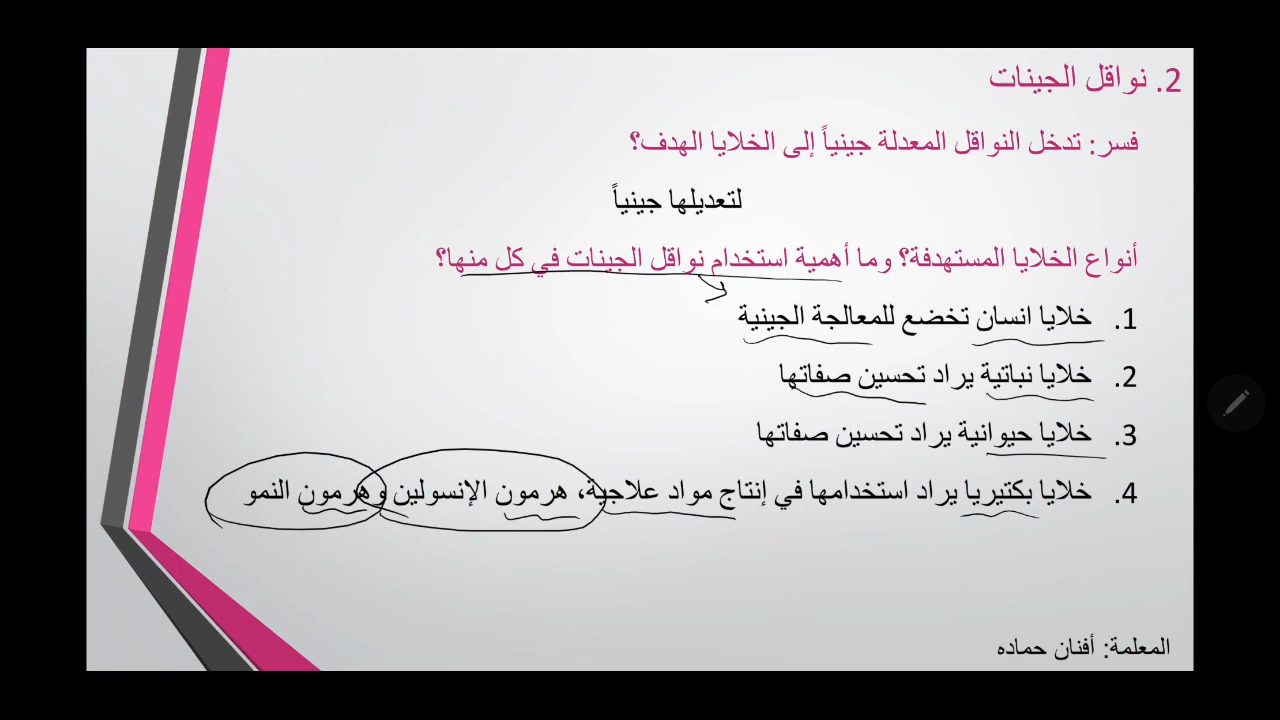 2. نواقل الجينات
فسر: تدخل النواقل المعدلة جينياً إلى الخلايا الهدف؟
لتعديلها جينياً
أنواع الخلايا المستهدفة؟ وما أهمية استخدام نواقل الجينات في كل منها؟
1. خلايا انسان تخضع للمعالجة الجينية
2. خلايا نباتية يراد تحسين صفاتها
3. خلايا حيوانية يراد تحسين صفاتها
4. خلايا بكتيريا يراد استخدامها في إنتاج مواد علاجية، هرمون الإنسولين وهرمون النمو
المعلمة: أفنان حماده